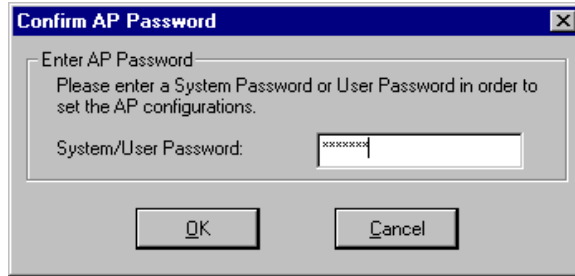 Confirm AP Password
Enter AP Password
Please enter a System Password or User Password in order to
set the AP configurations.
System/User Password:
*******
OK
Cancel